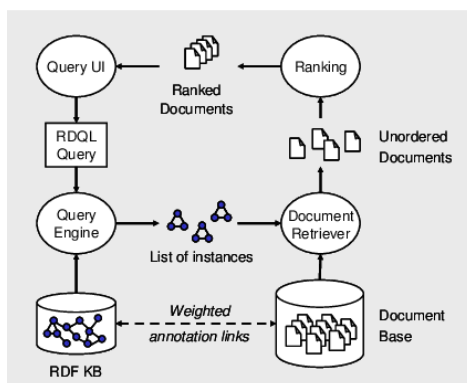 Query UI
Ranked
Documents
Ranking
RDQL
Query
Unordered
Documents
Query
Engine
List of instances
Document
Retriever
Weighted
annotation links
Document
Base
RDF KB